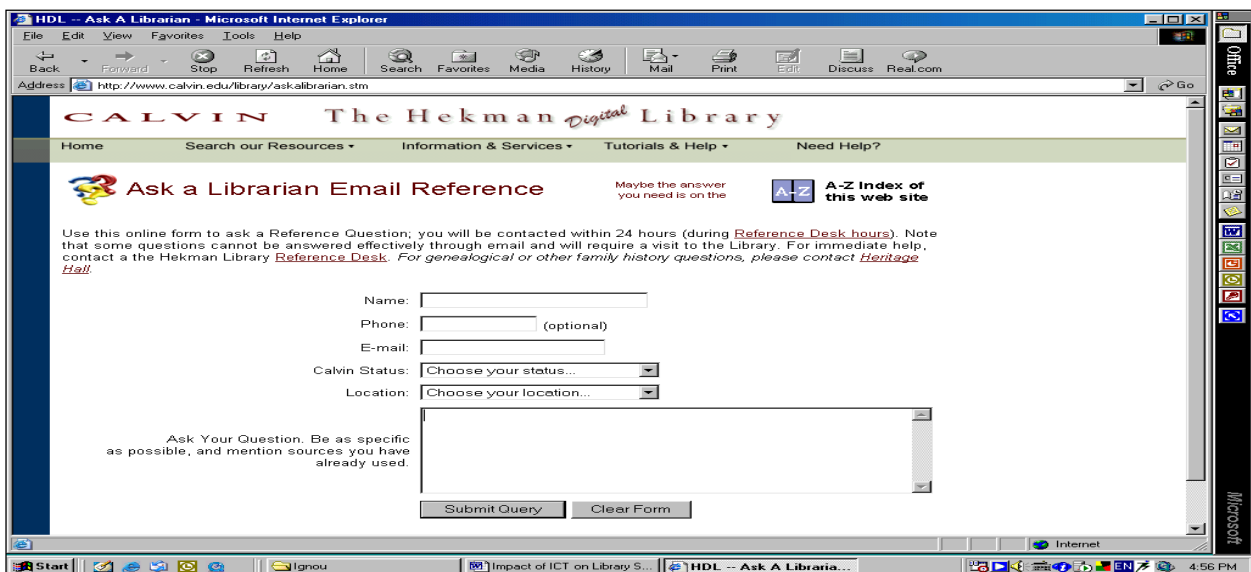 HDL -- Ask A Librarian - Microsoft Internet Explorer
File Edit View Favorites Tools Help
Back Forward Stop Refresh Home Search Favorites Media History Mail Print Edit Discuss Real.com
Address http://www.calvin.edu/library/askalibrarian.stm Go
CALVIN The Hekman Digital Library
Home Search our Resources Information & Services Tutorials & Help Need Help?
Ask a Librarian Email Reference
Maybe the answer
you need is on the
A-Z
A-Z Index of
this web site
Use this online form to ask a Reference Question; you will be contacted within 24 hours (during Reference Desk hours). Note
that some questions cannot be answered effectively through email and will require a visit to the Library. For immediate help,
contact a the Hekman Library Reference Desk. For genealogical or other family history questions, please contact Heritage
Hall.
Name:
Phone: (optional)
E-mail:
Calvin Status: Choose your status...
Location: Choose your location...
Ask Your Question. Be as specific
as possible, and mention sources you have
already used.
Submit Query Clear Form
Internet
Start Ignou Impact of ICT on Library S... HDL -- Ask A Libraria... EN 4:56 PM
Office
Microsoft